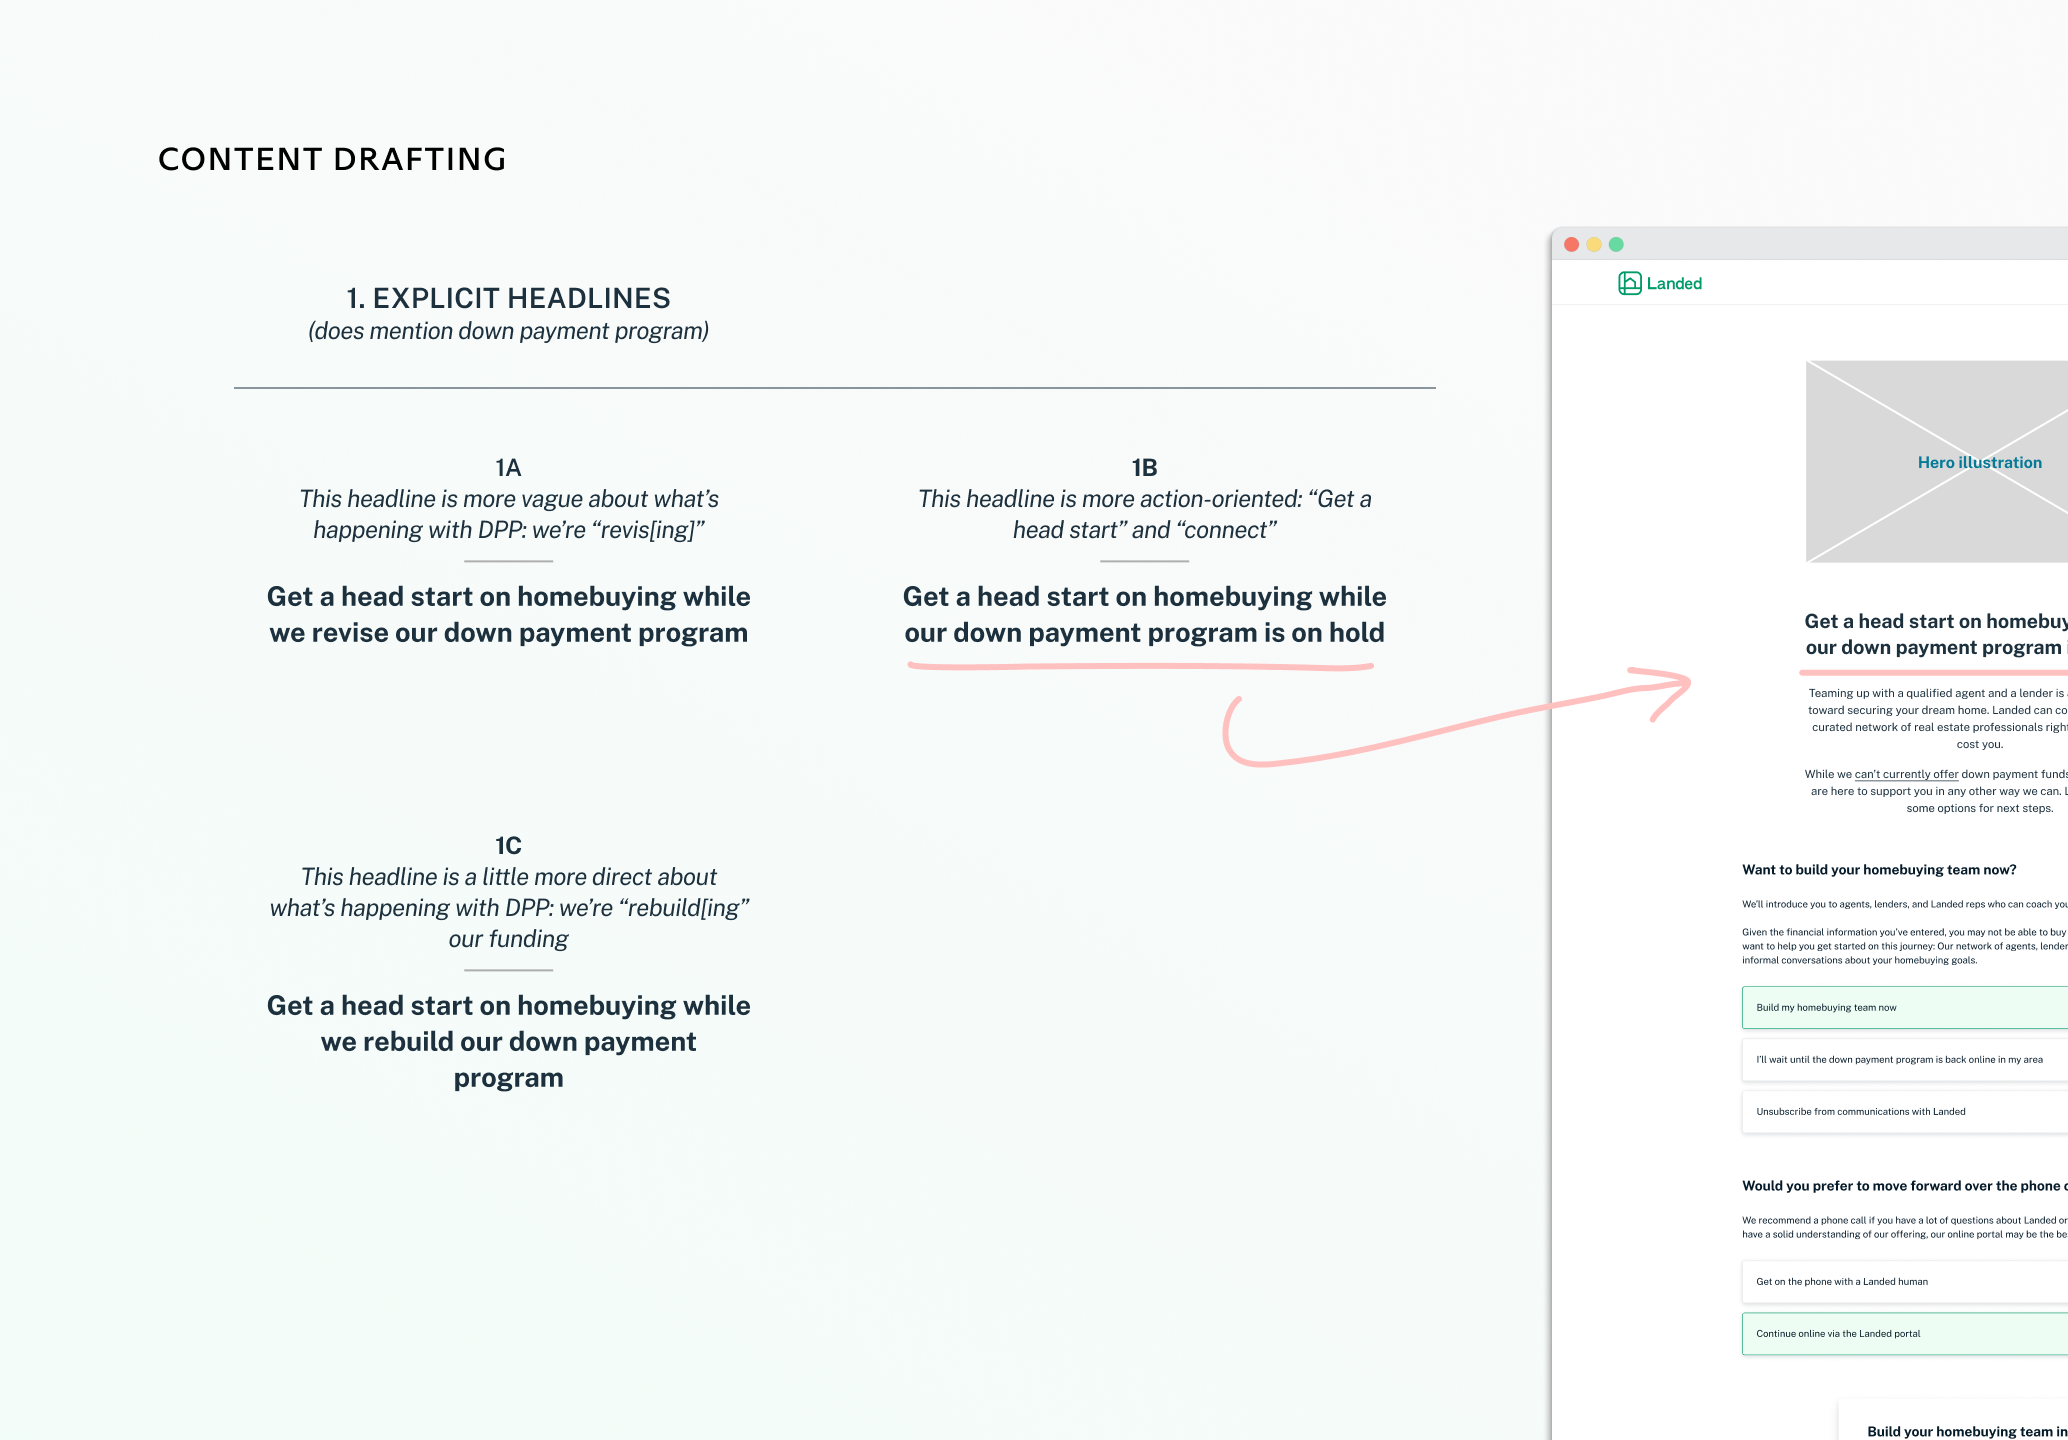 CONTENT DRAFTING
1. EXPLICIT HEADLINES
(does mention down payment program)
1A
This headline is more vague about what’s
happening with DPP: we’re “revis[ing]”
Get a head start on homebuying while
we revise our down payment program
1B
This headline is more action-oriented: “Get a
head start” and “connect”
Get a head start on homebuying while
our down payment program is on hold
1C
This headline is a little more direct about
what’s happening with DPP: we’re “rebuild[ing”
our funding
Get a head start on homebuying while
we rebuild our down payment
program
Landed
Hero illustration
Get a head start on homebuy
our down payment program
Teaming up with a qualified agent and a lender is
toward securing your dream home. Landed can co
curated network of real estate professionals right
cost you.
While we can’t currently offer down payment funds
are here to support you in any other way we can. L
some options for next steps.
Want to build your homebuying team now?
We’ll introduce you to agents, lenders, and Landed reps who can coach you
Given the financial information you’ve entered, you may not be able to buy
want to help you get started on this journey: Our network of agents, lender
informal conversations about your homebuying goals.
Build my homebuying team now
I’ll wait until the down payment program is back online in my area
Unsubscribe from communications with Landed
Would you prefer to move forward over the phone o
We recommend a phone call if you have a lot of questions about Landed or
have a solid understanding of our offering, our online portal may be the be
Get on the phone with a Landed human
Continue online via the Landed portal
Build your homebuying team in